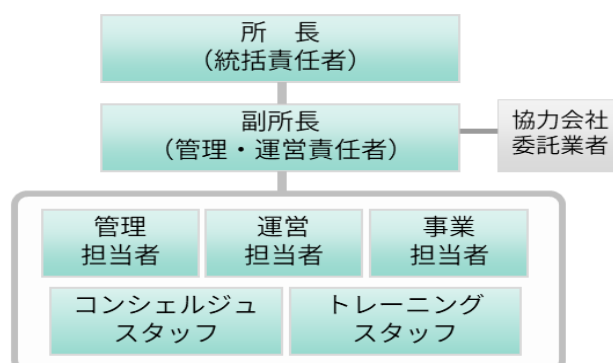 所　長
（統括責任者）
副所長
（管理・運営責任者）
協力会社
委託業者
管理
担当者
運営
担当者
事業
担当者
コンシェルジュ
スタッフ
トレーニング
スタッフ